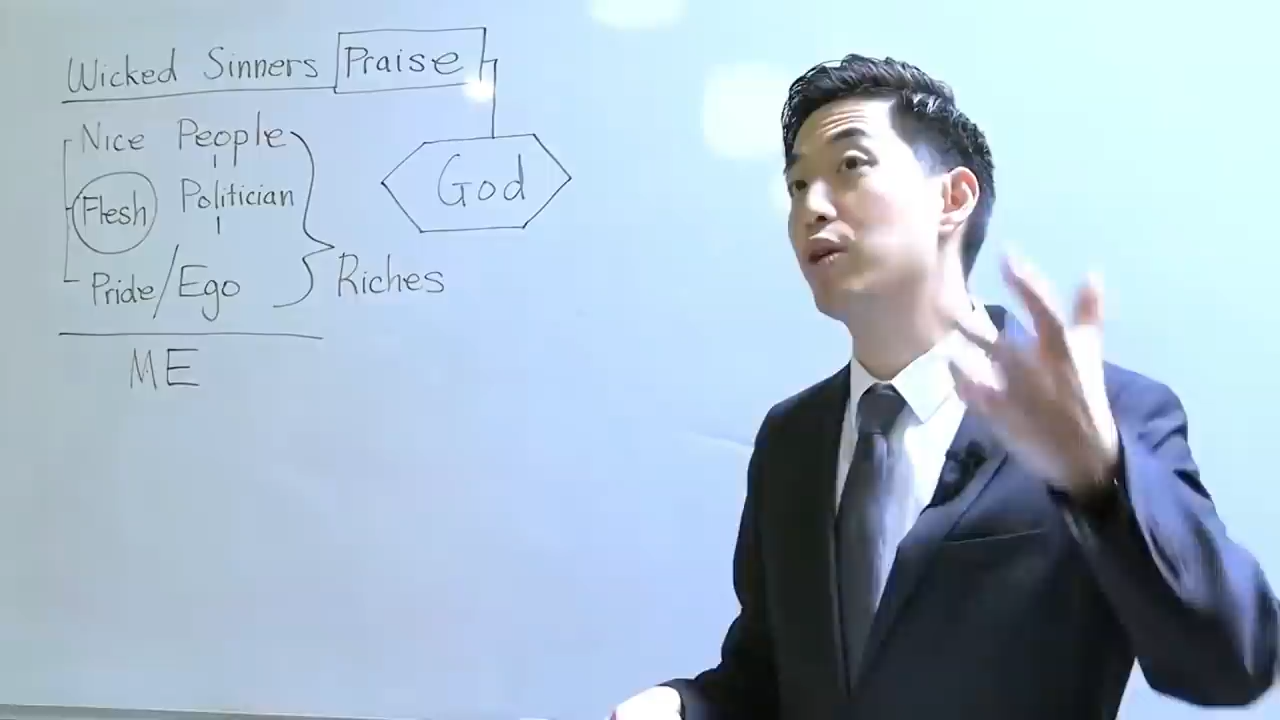 Wicked Sinners Praise
God
Nice People
Flesh Politician
Pride/Ego
Riches
ME